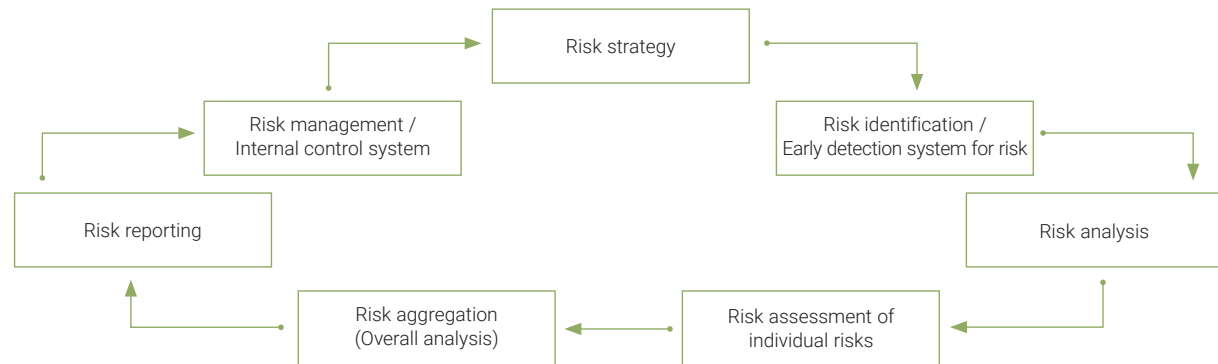 Risk strategy
Risk management /
Internal control system
Risk identification /
Early detection system for risk
Risk reporting
Risk analysis
Risk aggregation
(Overall analysis)
Risk assessment of
individual risks